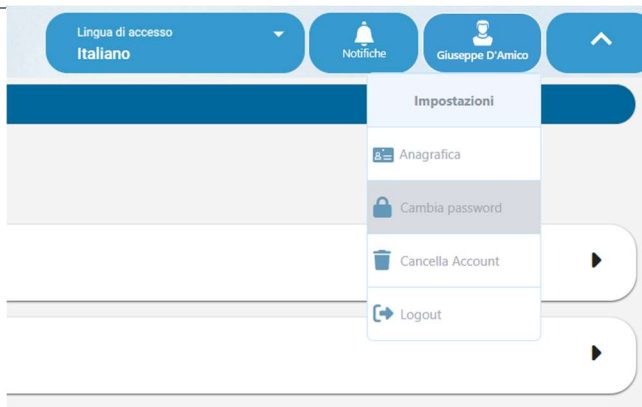 Lingua di accesso
Italiano
Notifiche
Giuseppe D'Amico
Impostazioni
Anagrafica
Cambia password
Cancella Account
Logout